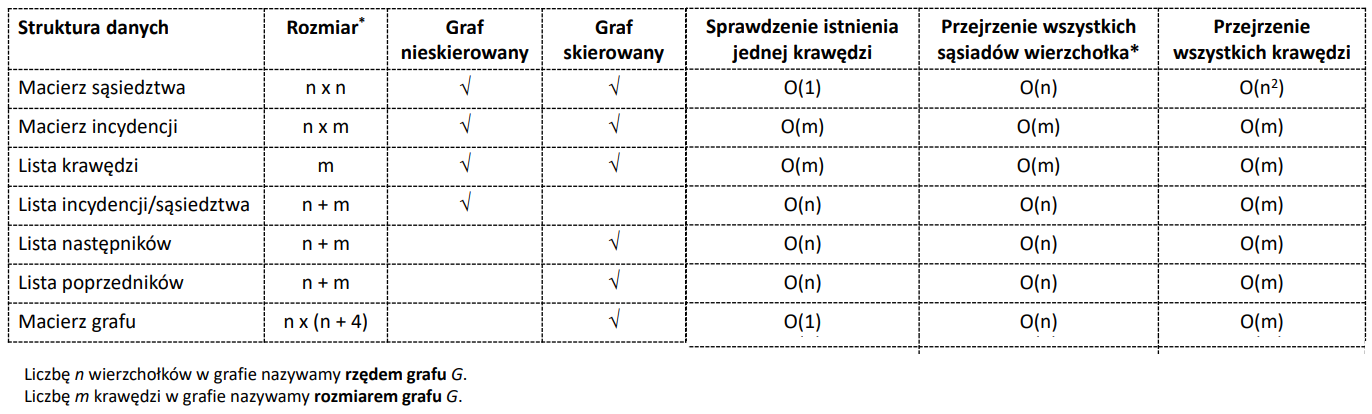 Struktura danych Rozmiar* Graf nieskierowany Graf skierowany Sprawdzenie istnienia jednej krawędzi Przejrzenie wszystkich sąsiadów wierzchołka* Przejrzenie wszystkich krawędzi
Macierz sąsiedztwa n x n √ √ O(1) O(n) O(n²)
Macierz incydencji n x m √ √ O(m) O(m) O(m)
Lista krawędzi m √ √ O(m) O(m) O(m)
Lista incydencji/sąsiedztwa n + m √ O(n) O(n) O(m)
Lista następników n + m √ O(n) O(n) O(m)
Lista poprzedników n + m √ O(n) O(n) O(m)
Macierz grafu n x (n + 4) √ O(1) O(n) O(m)
Liczbę n wierzchołków w grafie nazywamy rzędem grafu G.
Liczbę m krawędzi w grafie nazywamy rozmiarem grafu G.